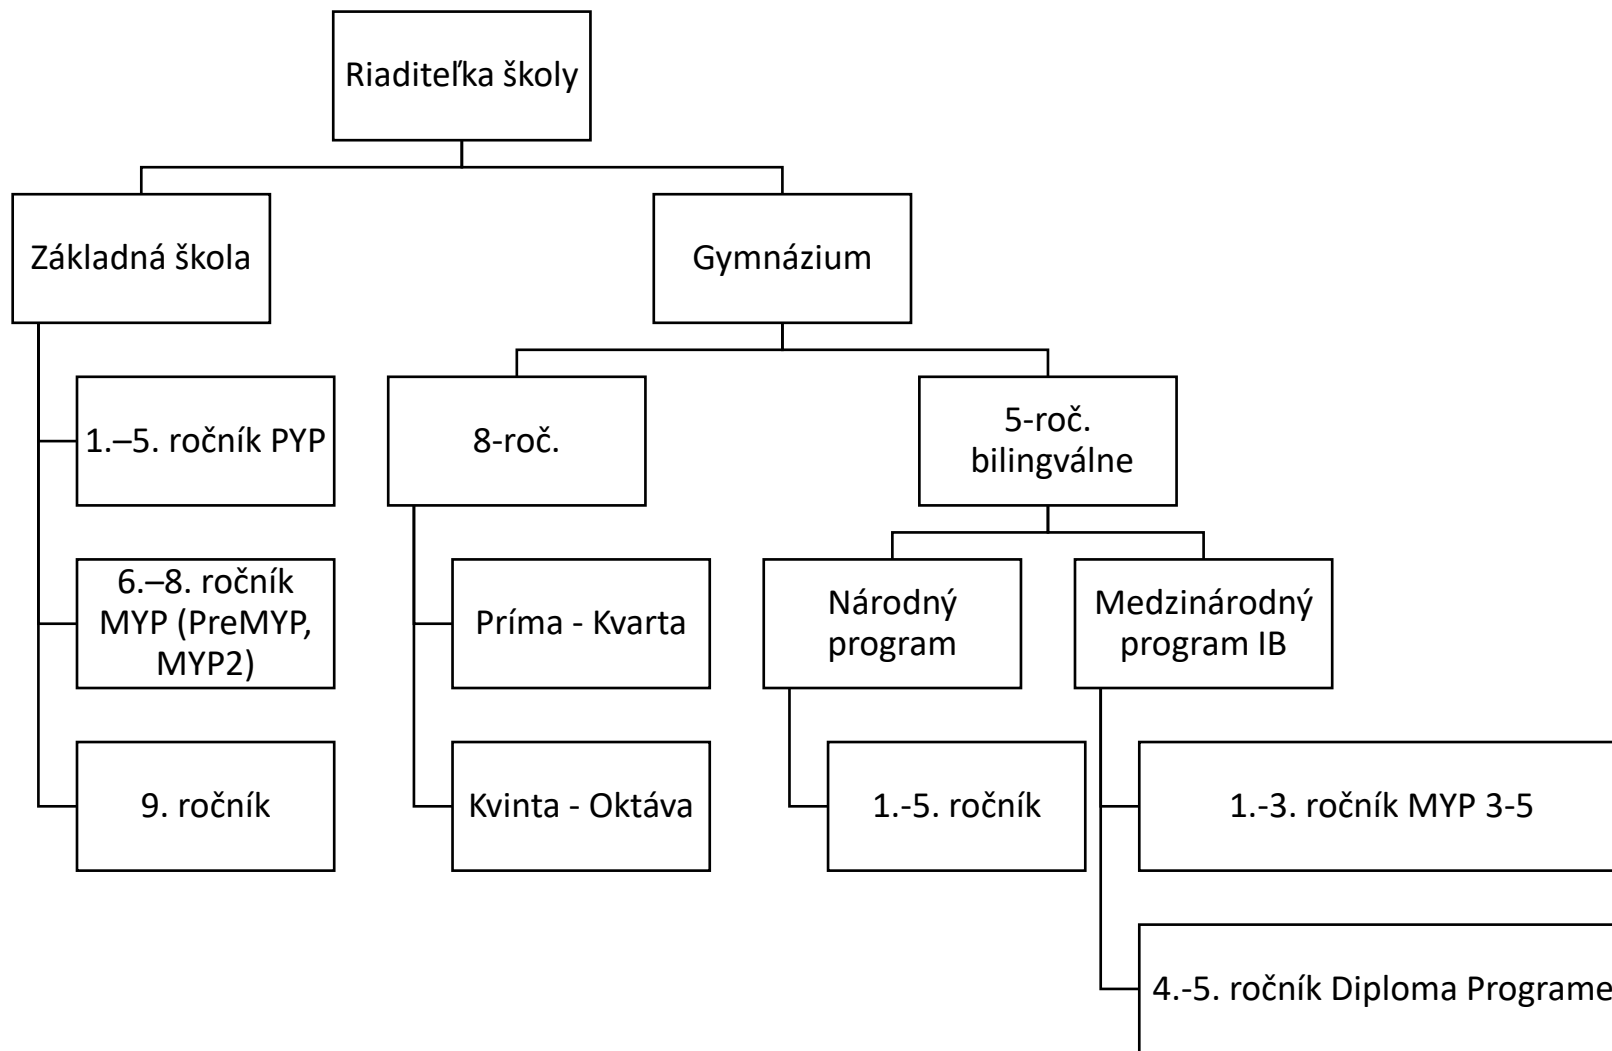 Riaditeľka školy
Základná škola
Gymnázium
1.–5. ročník PYP
8-roč.
5-roč.
bilingválne
6.–8. ročník
MYP (PreMYP,
MYP2)
Príma - Kvarta
Národný
program
Medzinárodný
program IB
9. ročník
Kvinta - Oktáva
1.-5. ročník
1.-3. ročník MYP 3-5
4.-5. ročník Diploma Programe